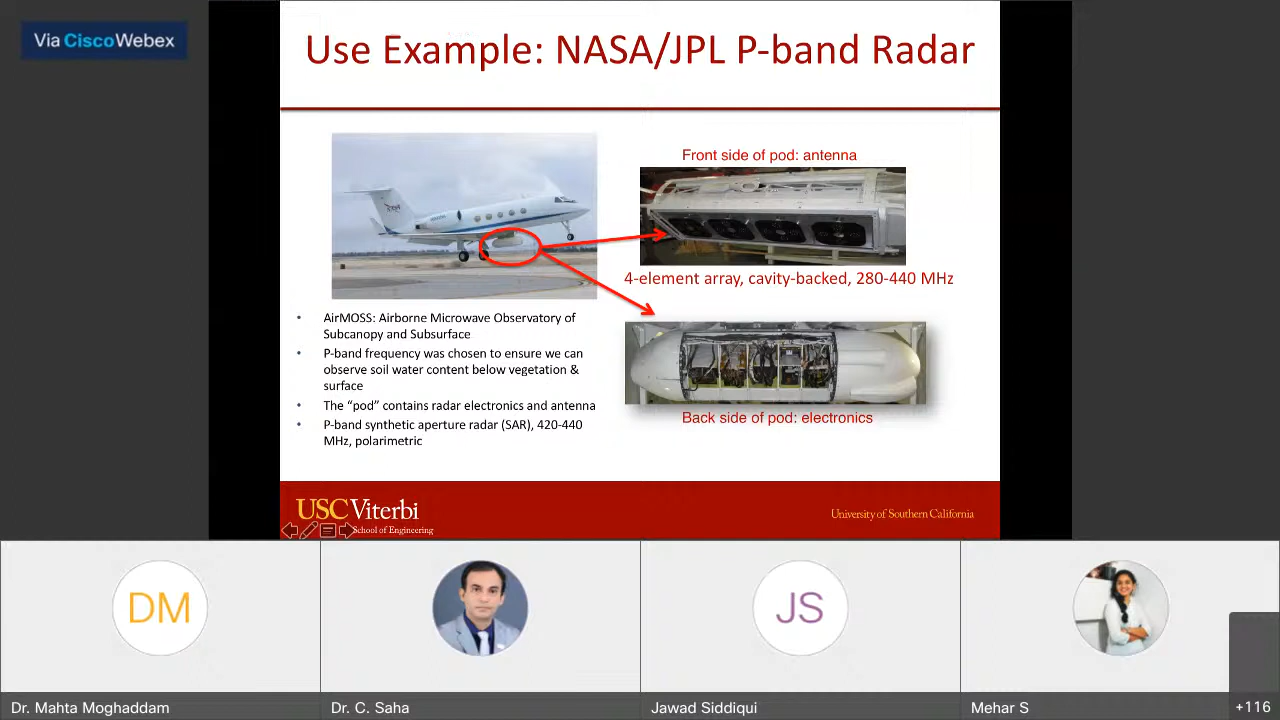 Via Cisco Webex
Use Example: NASA/JPL P-band Radar
Front side of pod: antenna
4-element array, cavity-backed, 280-440 MHz
• AirMOSS: Airborne Microwave Observatory of
Subcanopy and Subsurface
• P-band frequency was chosen to ensure we can
observe soil water content below vegetation &
surface
• The “pod” contains radar electronics and antenna
• P-band synthetic aperture radar (SAR), 420-440
MHz, polarimetric
Back side of pod: electronics
USC Viterbi
School of Engineering
University of Southern California
DM
JS
Dr. Mahta Moghaddam
Dr. C. Saha
Jawad Siddiqui
Mehar S
+116